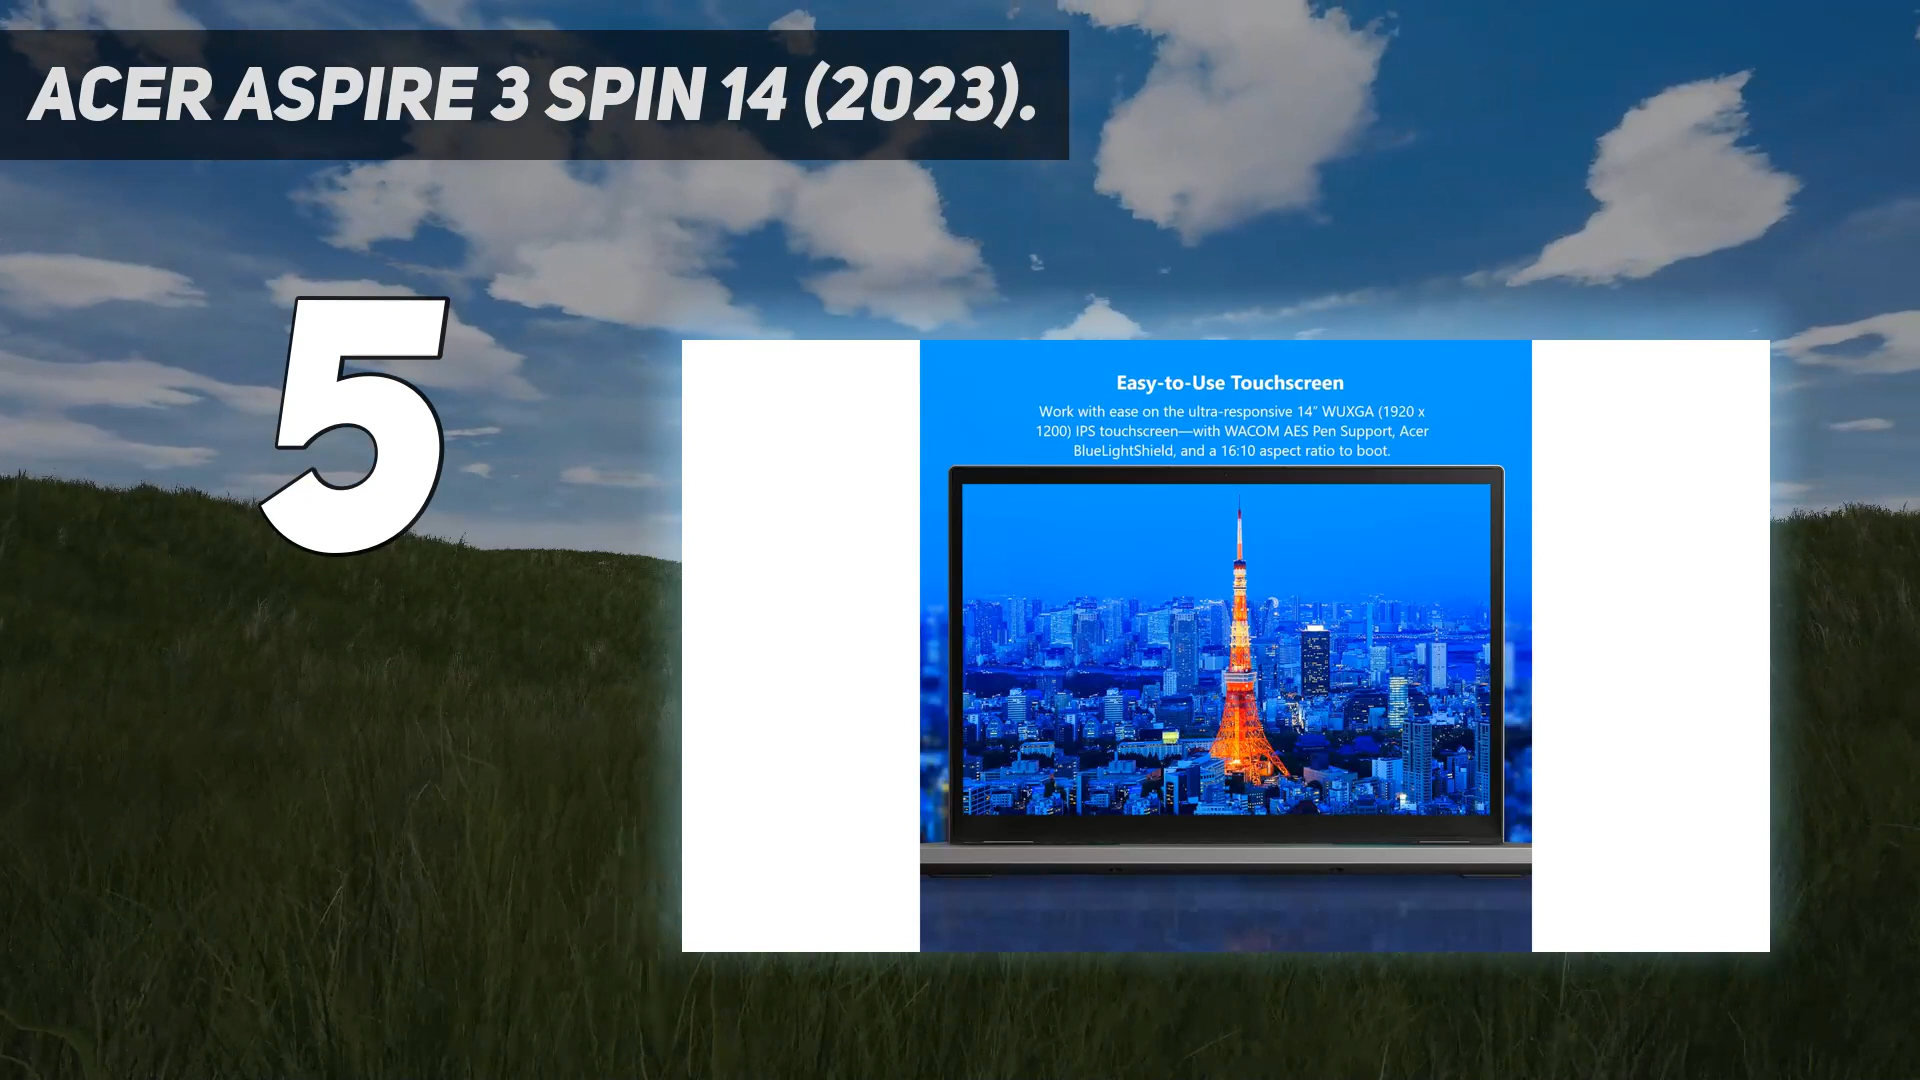 ACER ASPIRE 3 SPIN 14 (2023).
5
Easy-to-Use Touchscreen
Work with ease on the ultra-responsive 14" WUXGA (1920 x
1200) IPS touchscreen—with WACOM AES Pen Support, Acer
BlueLightShield, and a 16:10 aspect ratio to boot.